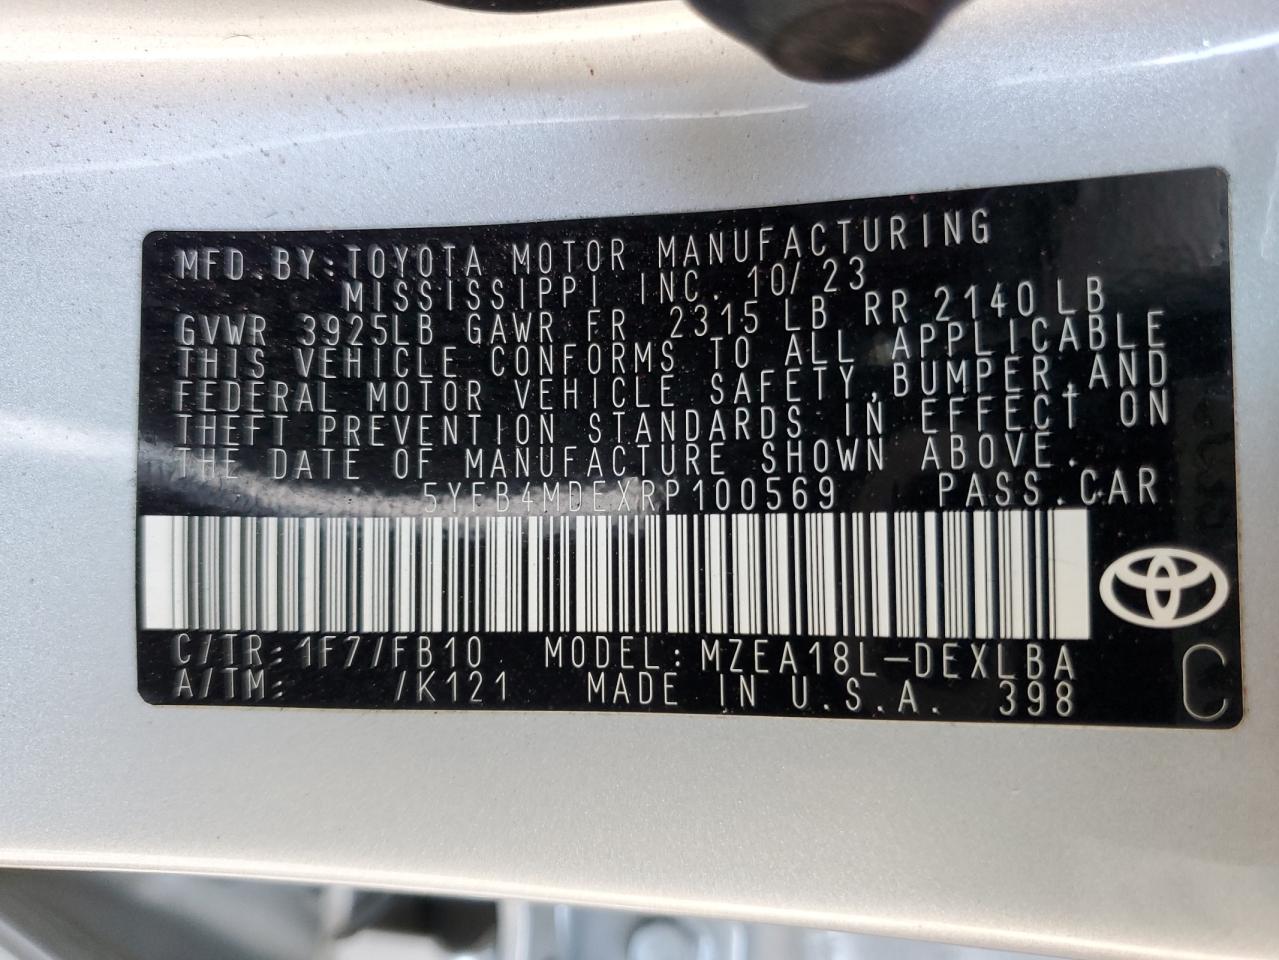 MFD.BY:TOYOTA MOTOR MANUFACTURING
MISSISSIPPI INC. 10/23
GVWR 3925LB GAWR FR 2315 LB RR 2140 LB
THIS VEHICLE CONFORMS TO ALL APPLICABLE
FEDERAL MOTOR VEHICLE SAFETY,BUMPER,AND
THEFT PREVENTION STANDARDS IN EFFECT ON
THE DATE OF MANUFACTURE SHOWN ABOVE.
5YFB4MDEXRP100569 PASS.CAR
C/TR: 1F7/FB10 MODEL: MZEA18L-DEXLBA
A/TM: /K121 MADE IN U.S.A. 398
C